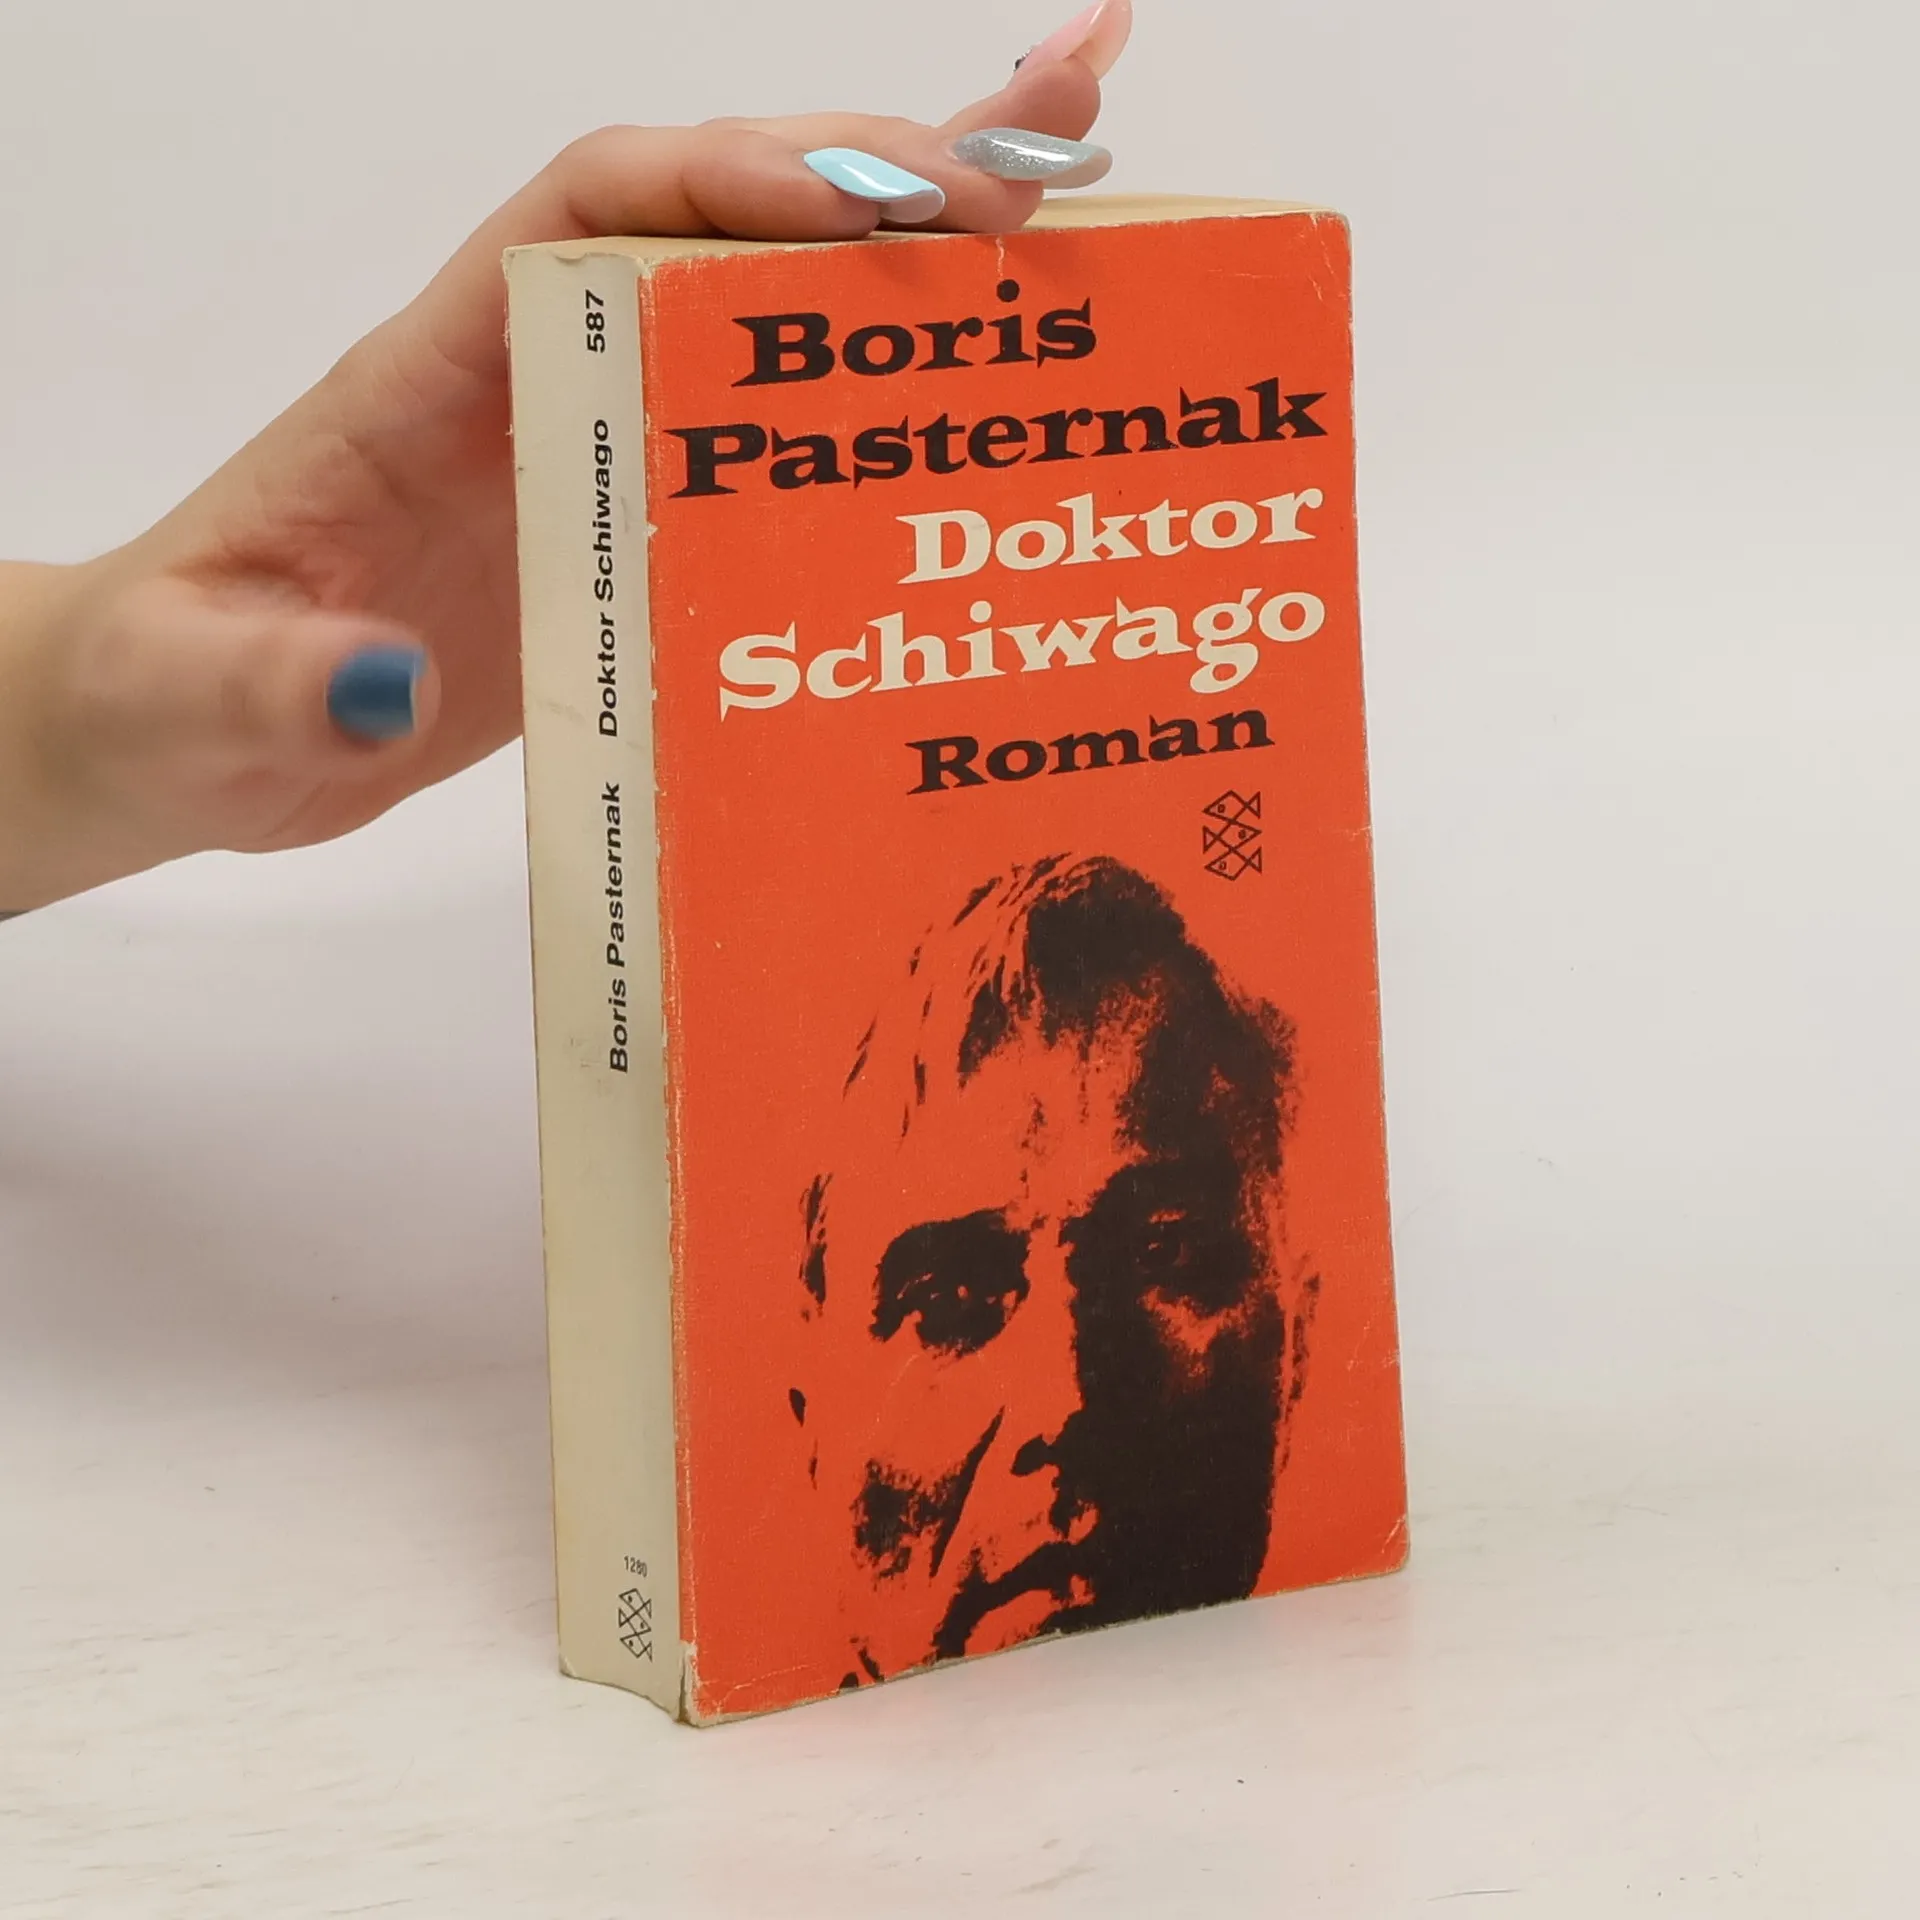 Boris
Pasternak
Doktor
Schiwago
Roman
Boris Pasternak Doktor Schiwago 587
1280